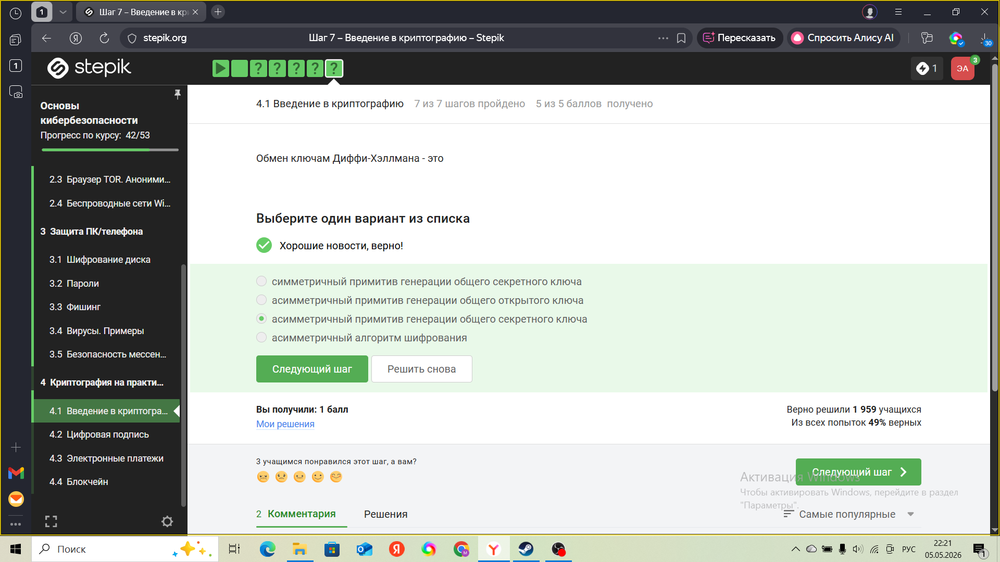 1
Шаг 7 – Введение в кри
stepik.org
Шаг 7 – Введение в криптографию – Stepik
Пересказать
Спросить Алису AI
30
1
stepik
1
ЭА
3
Основы
кибербезопасности
Прогресс по курсу: 42/53
2.3 Браузер TOR. Аноними...
2.4 Беспроводные сети Wi...
3 Защита ПК/телефона
3.1 Шифрование диска
3.2 Пароли
3.3 Фишинг
3.4 Вирусы. Примеры
3.5 Безопасность мессен...
4 Криптография на практи...
4.1 Введение в криптогра...
4.2 Цифровая подпись
4.3 Электронные платежи
4.4 Блокчейн
4.1 Введение в криптографию 7 из 7 шагов пройдено 5 из 5 баллов получено
Обмен ключам Диффи-Хэллмана - это
Выберите один вариант из списка
Хорошие новости, верно!
симметричный примитив генерации общего секретного ключа
асимметричный примитив генерации общего открытого ключа
асимметричный примитив генерации общего секретного ключа
асимметричный алгоритм шифрования
Следующий шаг
Решить снова
Вы получили: 1 балл
Мои решения
Верно решили 1 959 учащихся
Из всех попыток 49% верных
3 учащимся понравился этот шаг, а вам?
Следующий шаг
Активация Windows
Чтобы активировать Windows, перейдите в раздел
"Параметры".
2 Комментария
Решения
Самые популярные
Поиск
РУС
22:21
05.05.2026
1